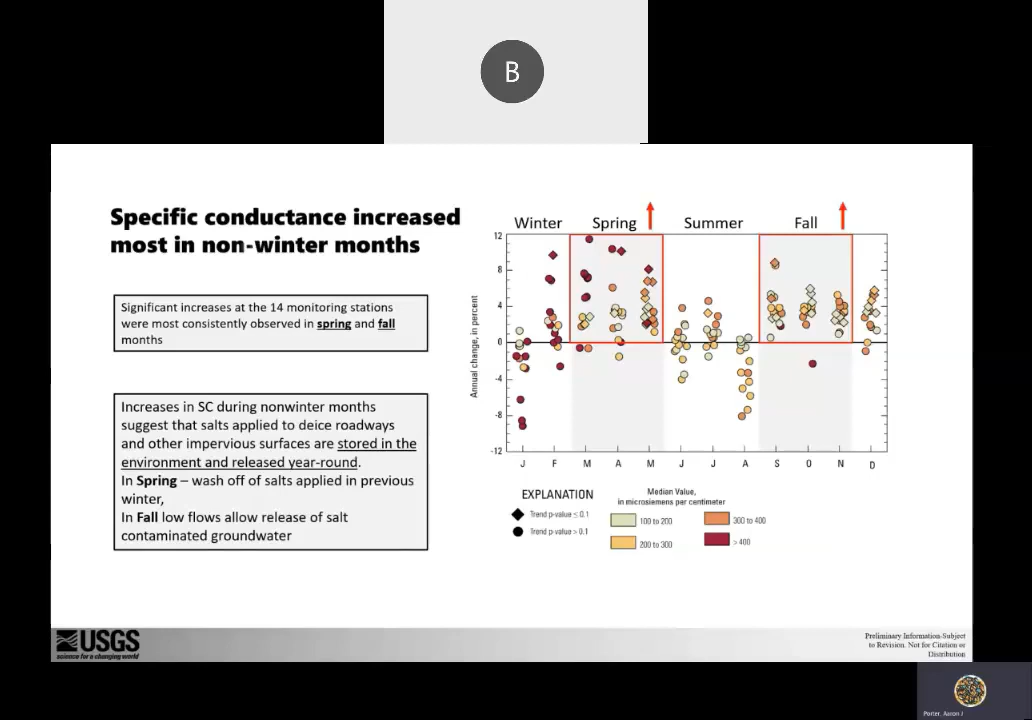 B
Specific conductance increased
most in non-winter months
Significant increases at the 14 monitoring stations
were most consistently observed in spring and fall
months
Increases in SC during nonwinter months
suggest that salts applied to deice roadways
and other impervious surfaces are stored in the
environment and released year-round.
In Spring – wash off of salts applied in previous
winter,
In Fall low flows allow release of salt
contaminated groundwater
Winter Spring Summer Fall
Annual change, in percent
12
8
4
0
-4
-8
-12
J F M A M J J A S O N D
EXPLANATION
Trend p-value ≤ 0.1
Trend p-value > 0.1
Median Value,
in microsiemens per centimeter
100 to 200
300 to 400
200 to 300
> 400
USGS
science for a changing world
Preliminary Information-Subject
to Revision. Not for Citation or
Distribution
Porter, Aaron J